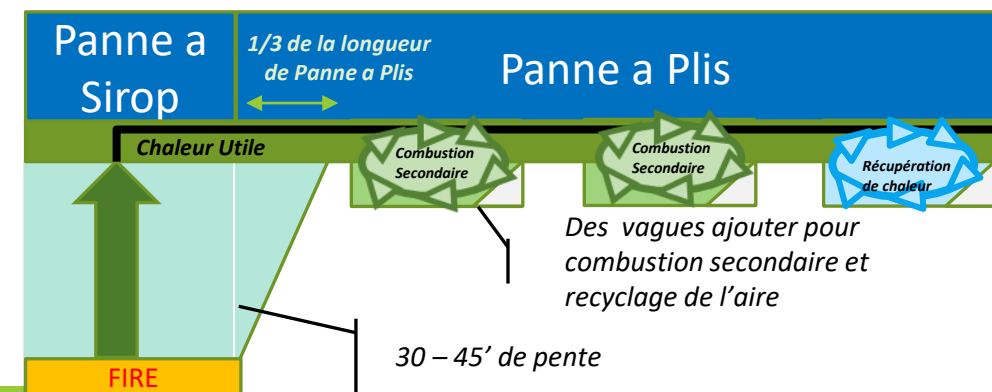 Panne a
Sirop
1/3 de la longueur
de Panne a Plis
Panne a Plis
Chaleur Utile
Combustion
Secondaire
Combustion
Secondaire
Récupération
de chaleur
Des vagues ajouter pour
combustion secondaire et
recyclage de l’aire
30 – 45’ de pente
FIRE